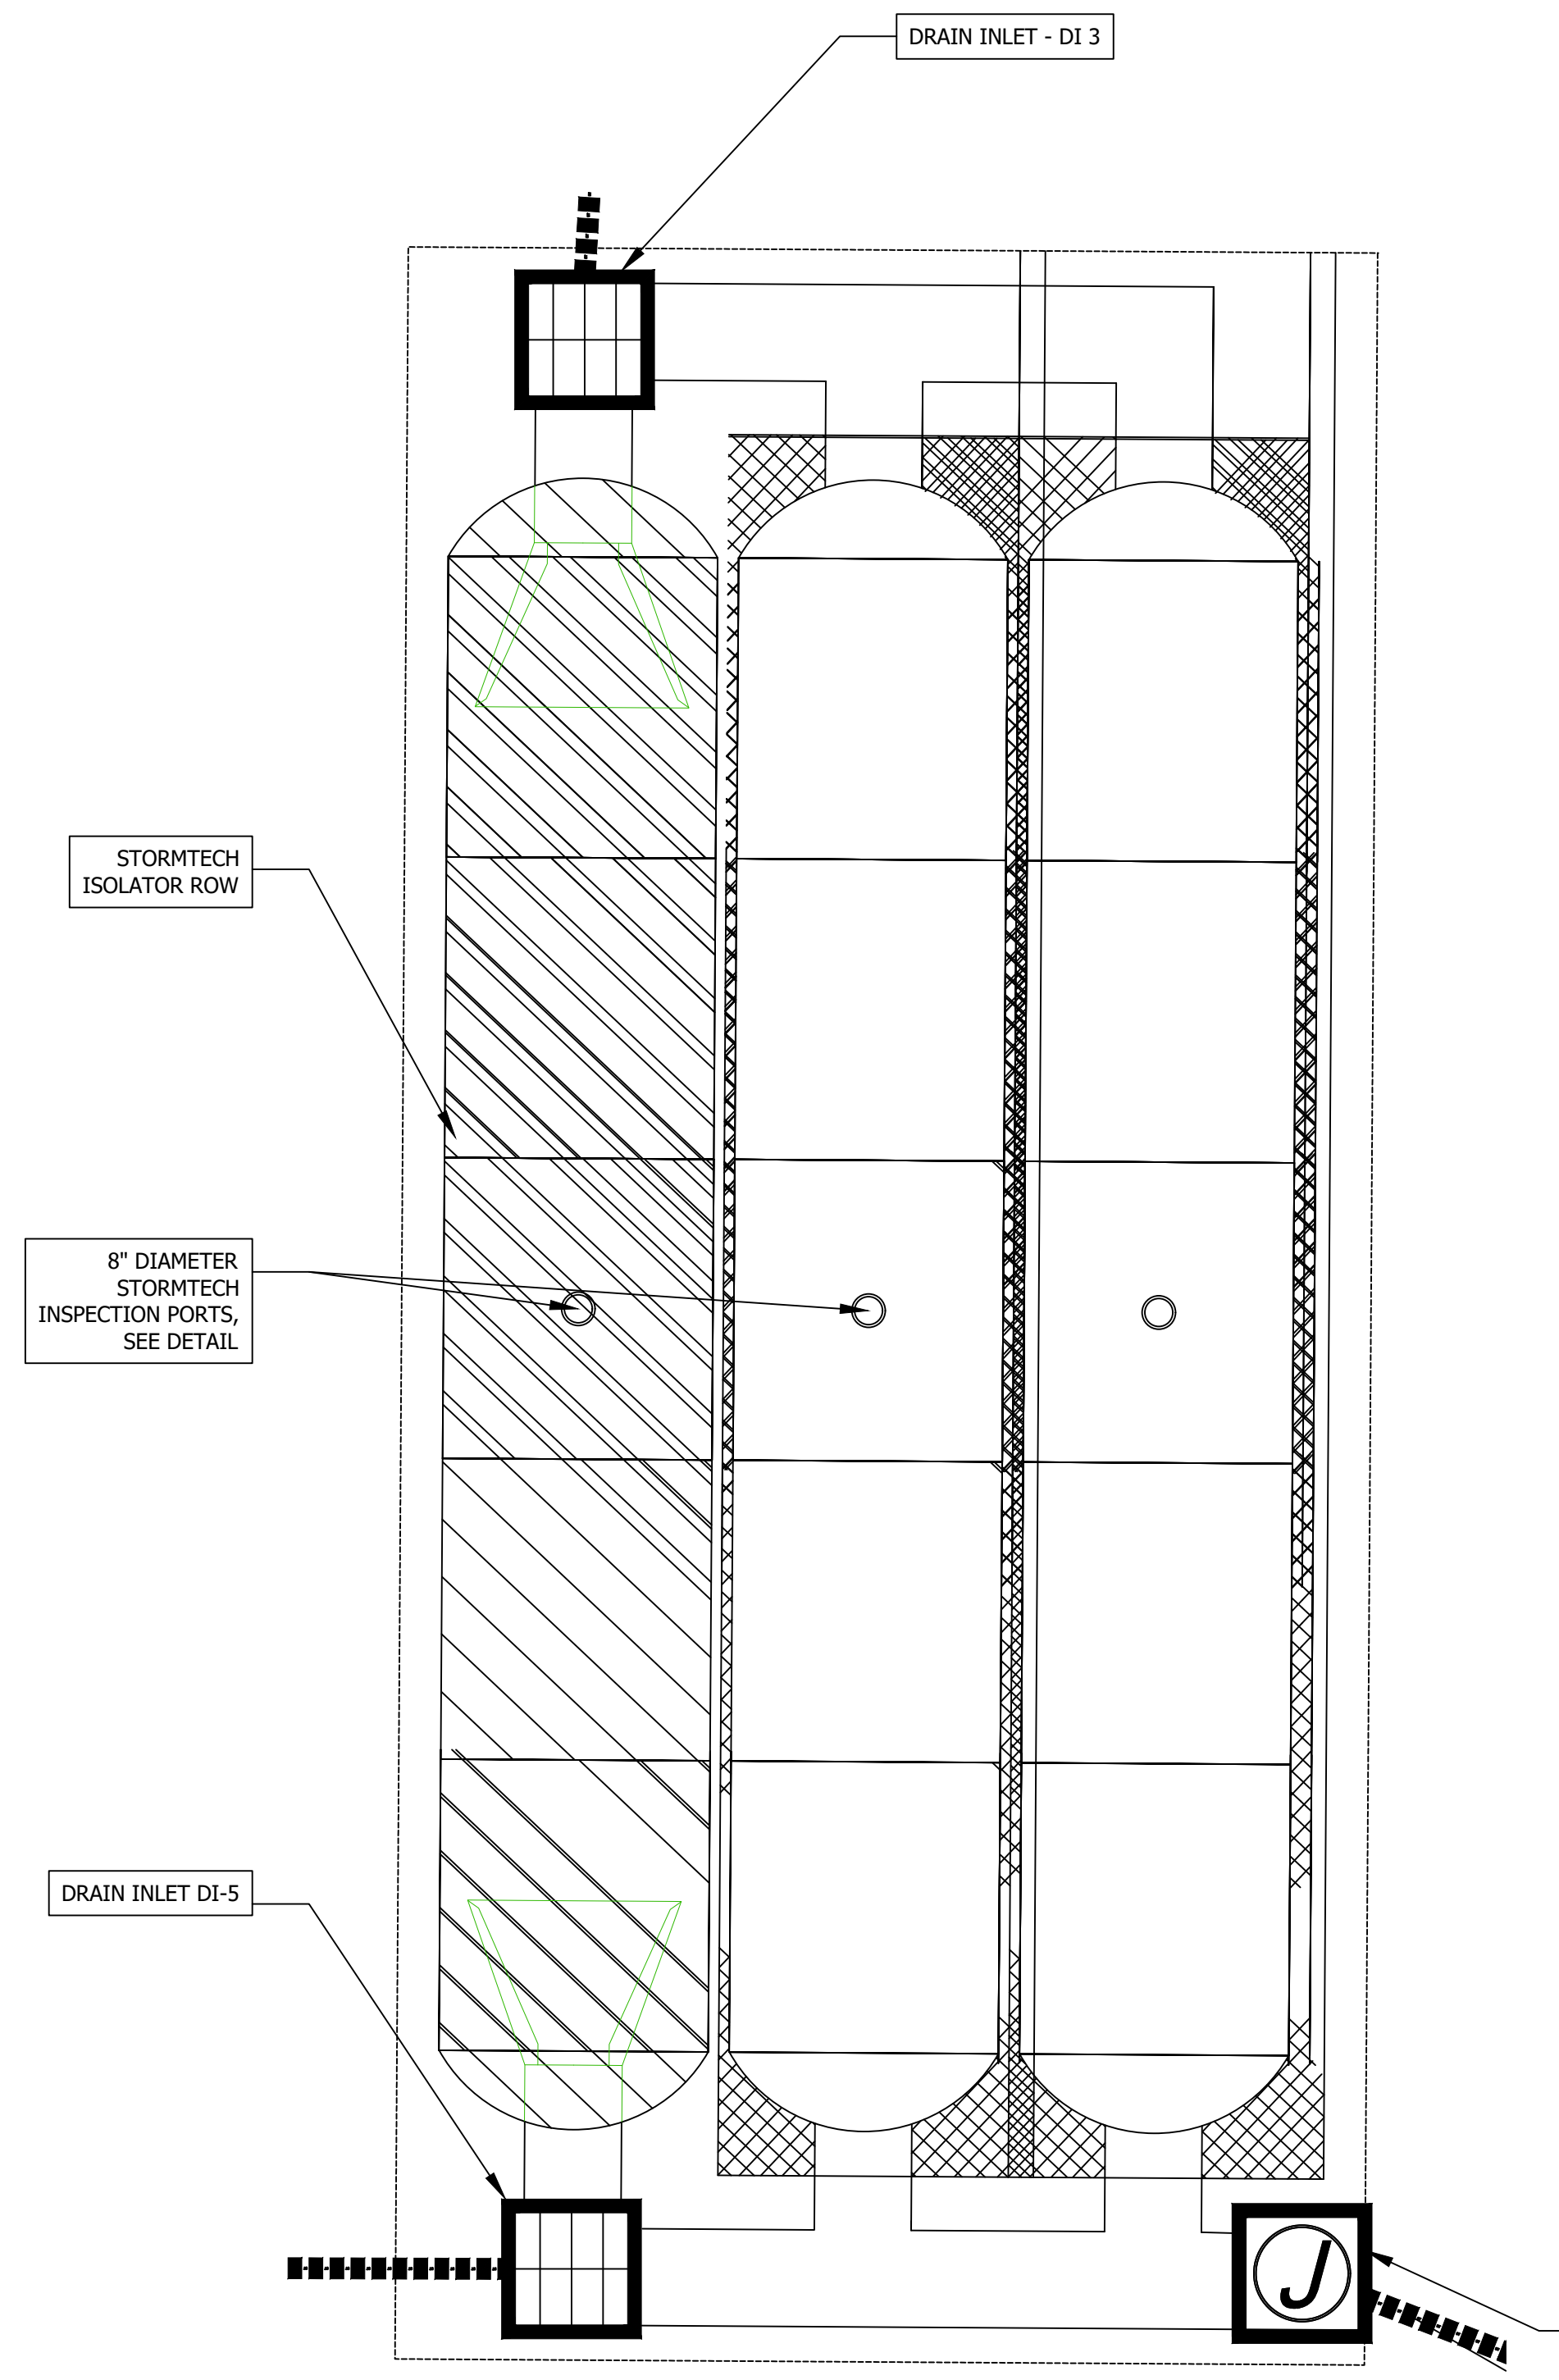 DRAIN INLET - DI 3
STORMTECH
ISOLATOR ROW
8" DIAMETER
STORMTECH
INSPECTION PORTS,
SEE DETAIL
DRAIN INLET DI-5
J